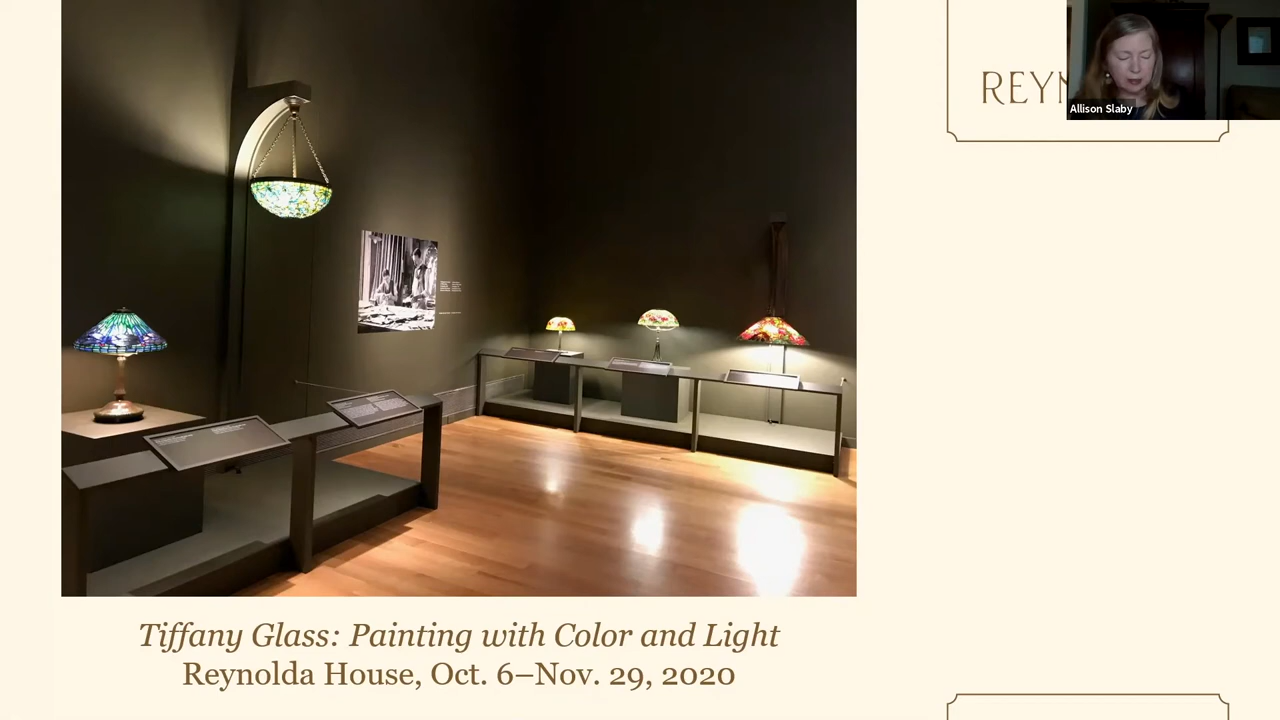 REYN
Allison Slaby
Tiffany Glass: Painting with Color and Light
Reynolda House, Oct. 6–Nov. 29, 2020